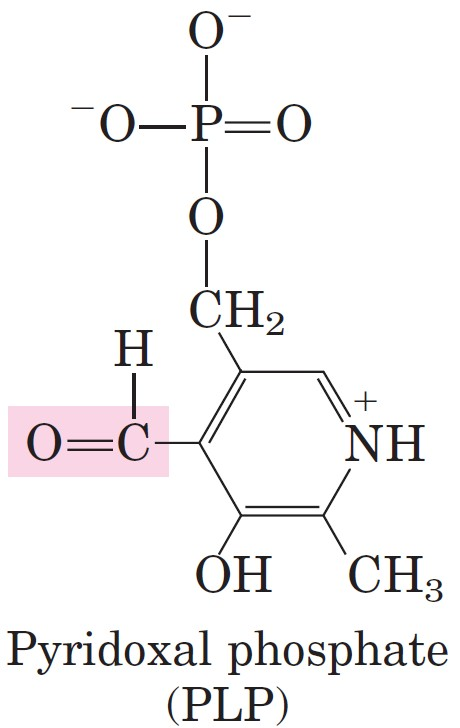 O⁻
⁻O—P=O
O
CH₂
H
O=C
+
NH
OH CH₃
Pyridoxal phosphate
(PLP)